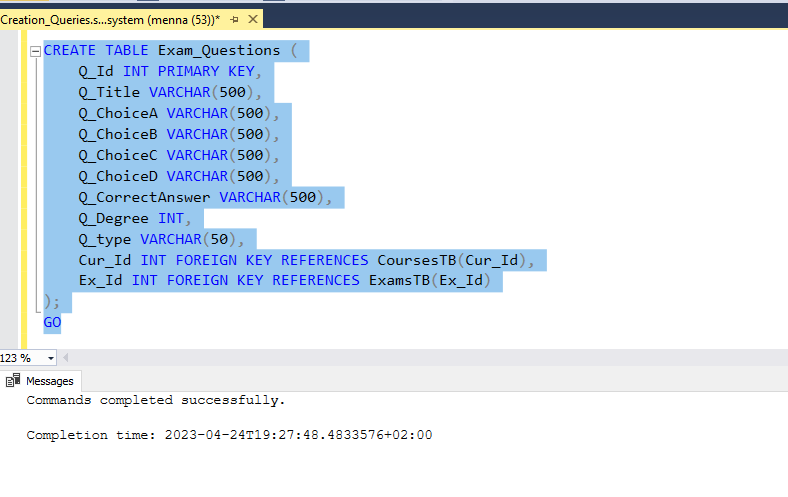 Creation_Queries.s...system (menna (53))*
CREATE TABLE Exam_Questions (
Q_Id INT PRIMARY KEY,
Q_Title VARCHAR(500),
Q_ChoiceA VARCHAR(500),
Q_ChoiceB VARCHAR(500),
Q_ChoiceC VARCHAR(500),
Q_ChoiceD VARCHAR(500),
Q_CorrectAnswer VARCHAR(500),
Q_Degree INT,
Q_type VARCHAR(50),
Cur_Id INT FOREIGN KEY REFERENCES CoursesTB(Cur_Id),
Ex_Id INT FOREIGN KEY REFERENCES ExamsTB(Ex_Id)
);
GO
123 %
Messages
Commands completed successfully.
Completion time: 2023-04-24T19:27:48.4833576+02:00